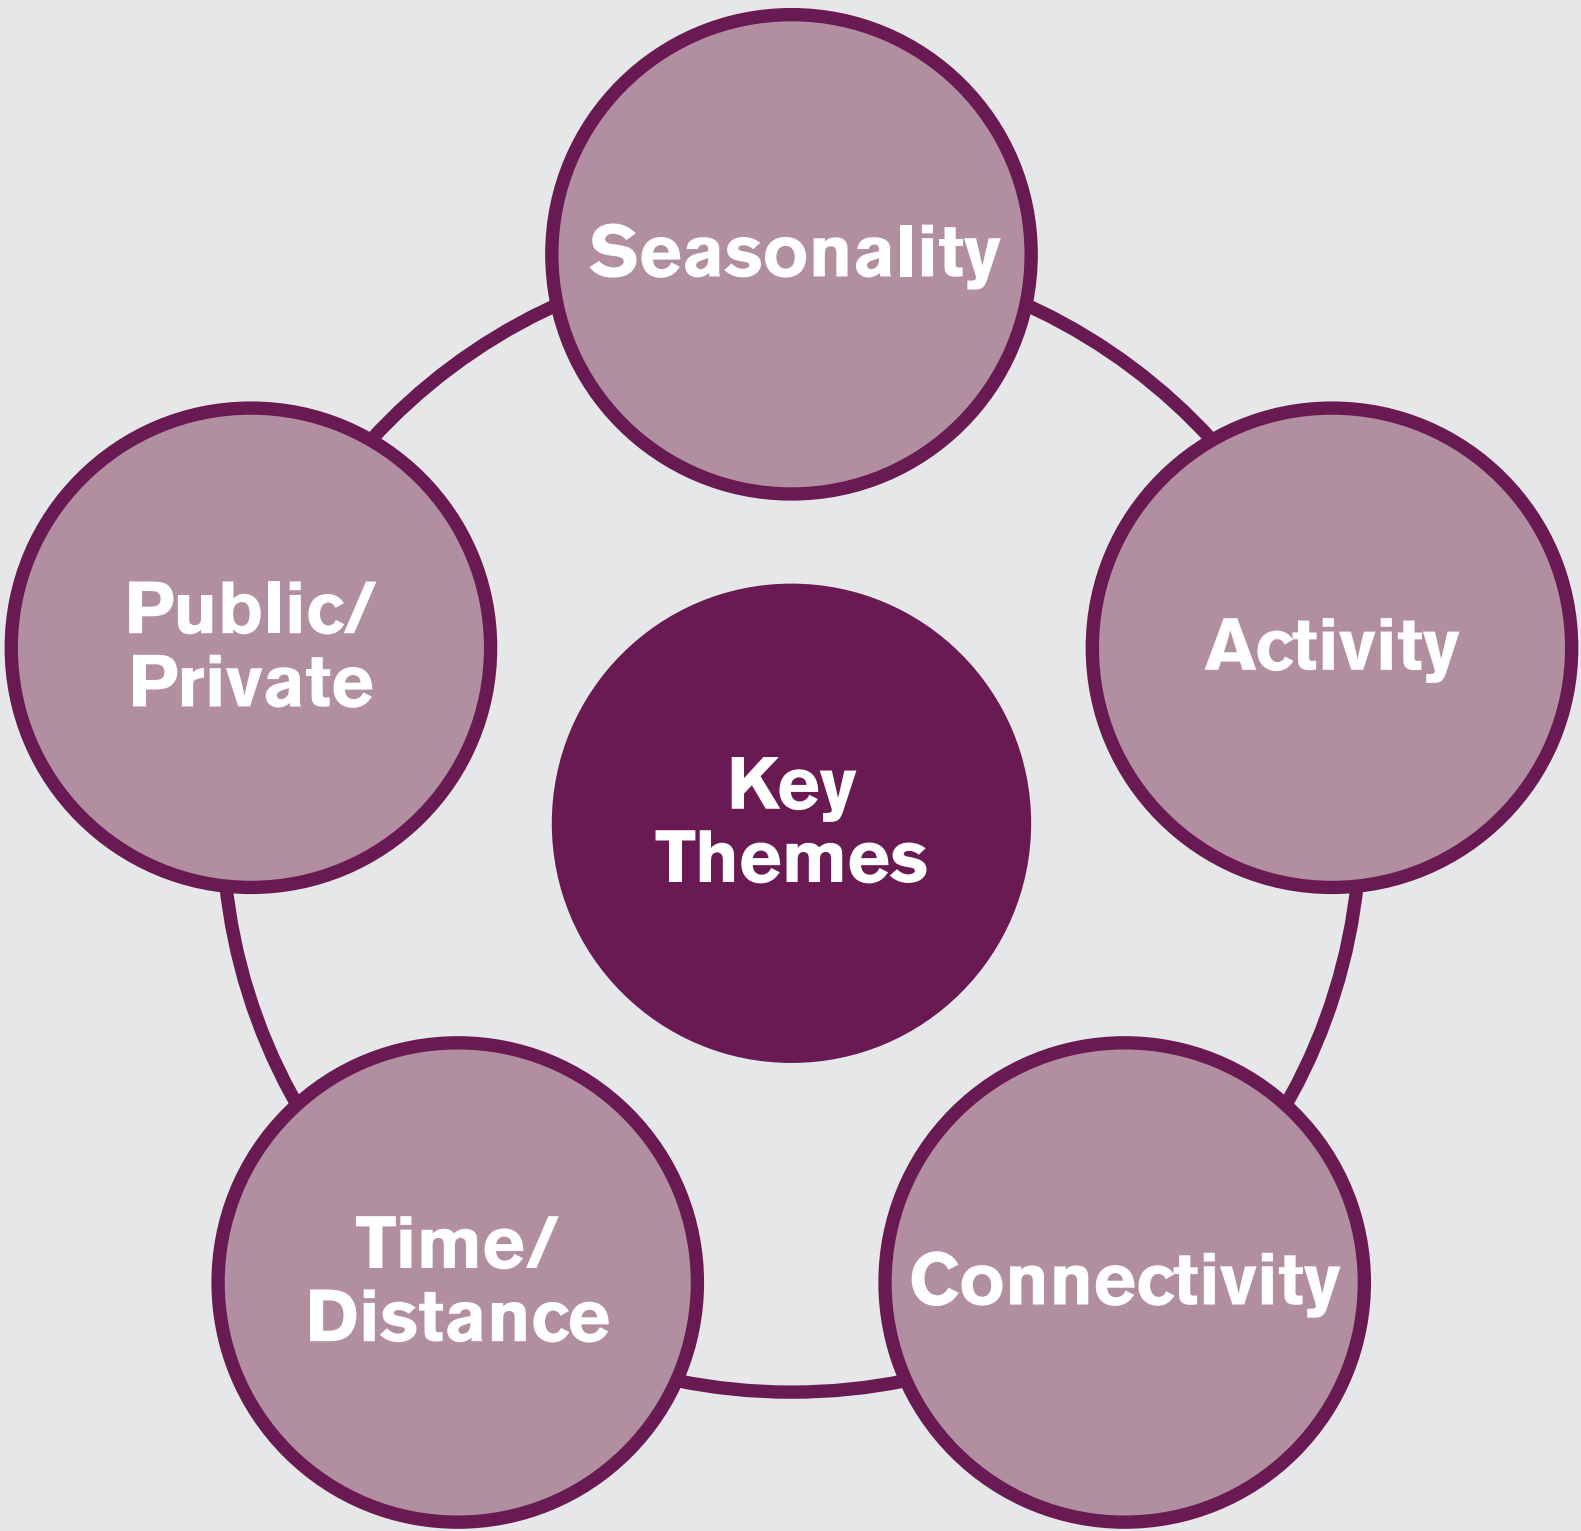 Seasonality
Public/
Private
Activity
Key
Themes
Time/
Distance
Connectivity